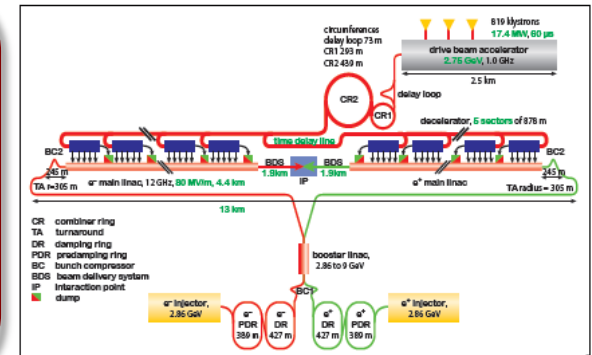 circumferences
delay loop 73 m
CR1 293 m
CR2 439 m
819 klystrons
17.4 MW, 60 µs
drive beam accelerator
2.75 GeV, 1.0 GHz
2.5 km
delay loop
CR2
CR1
decelerator, 5 sectors of 878 m
time delay line
BC2
BC2
245 m
245 m
BDS
BDS
1.9km
1.9km
IP
TA r=305 m
e⁻ main linac, 12 GHz, 80 MV/m, 4.4 km
e⁺ main linac
TA radius = 305 m
13 km
CR combiner ring
TA turnaround
DR damping ring
PDR predamping ring
BC bunch compressor
BDS beam delivery system
IP interaction point
dump
booster linac,
2.86 to 9 GeV
BC1
e⁻ injector,
2.86 GeV
e⁻
PDR
389 m
e⁻
DR
427 m
e⁺
DR
427 m
e⁺
PDR
389 m
e⁺ injector,
2.86 GeV